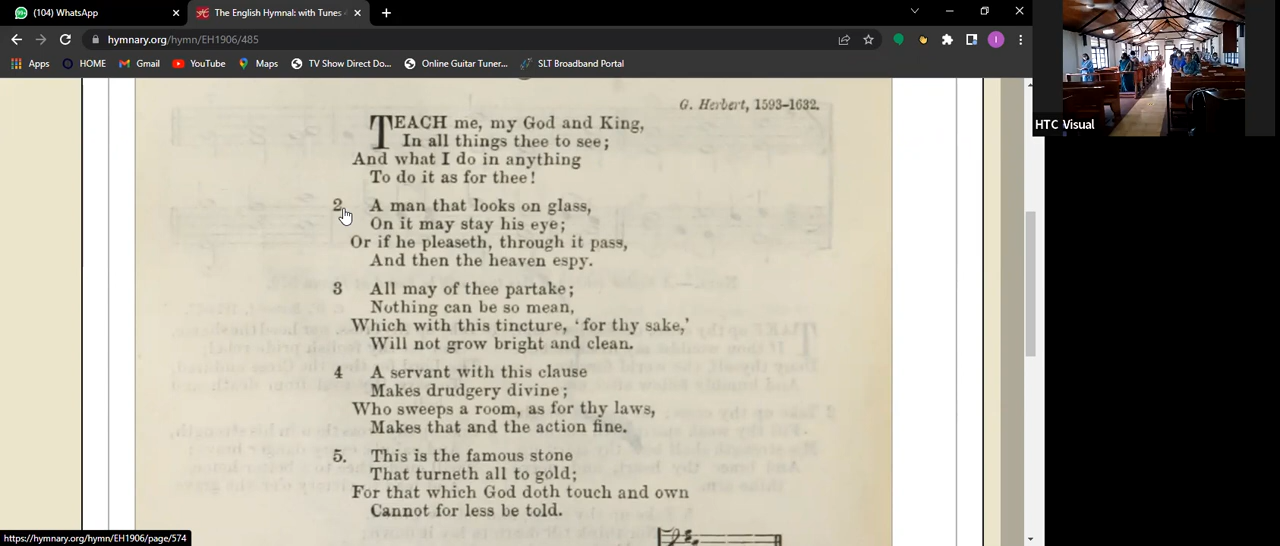 (104) WhatsApp
The English Hymnal: with Tunes
hymnary.org/hymn/EH1906/485
Apps
HOME
Gmail
YouTube
Maps
TV Show Direct Do...
Online Guitar Tuner...
SLT Broadband Portal
HTC Visual
G. Herbert, 1593-1632.
TEACH me, my God and King,
In all things thee to see;
And what I do in anything
To do it as for thee!
2 A man that looks on glass,
On it may stay his eye;
Or if he pleaseth, through it pass,
And then the heaven espy.
3 All may of thee partake;
Nothing can be so mean,
Which with this tincture, ‘for thy sake,’
Will not grow bright and clean.
4 A servant with this clause
Makes drudgery divine;
Who sweeps a room, as for thy laws,
Makes that and the action fine.
5. This is the famous stone
That turneth all to gold;
For that which God doth touch and own
Cannot for less be told.
https://hymnary.org/hymn/EH1906/page/574